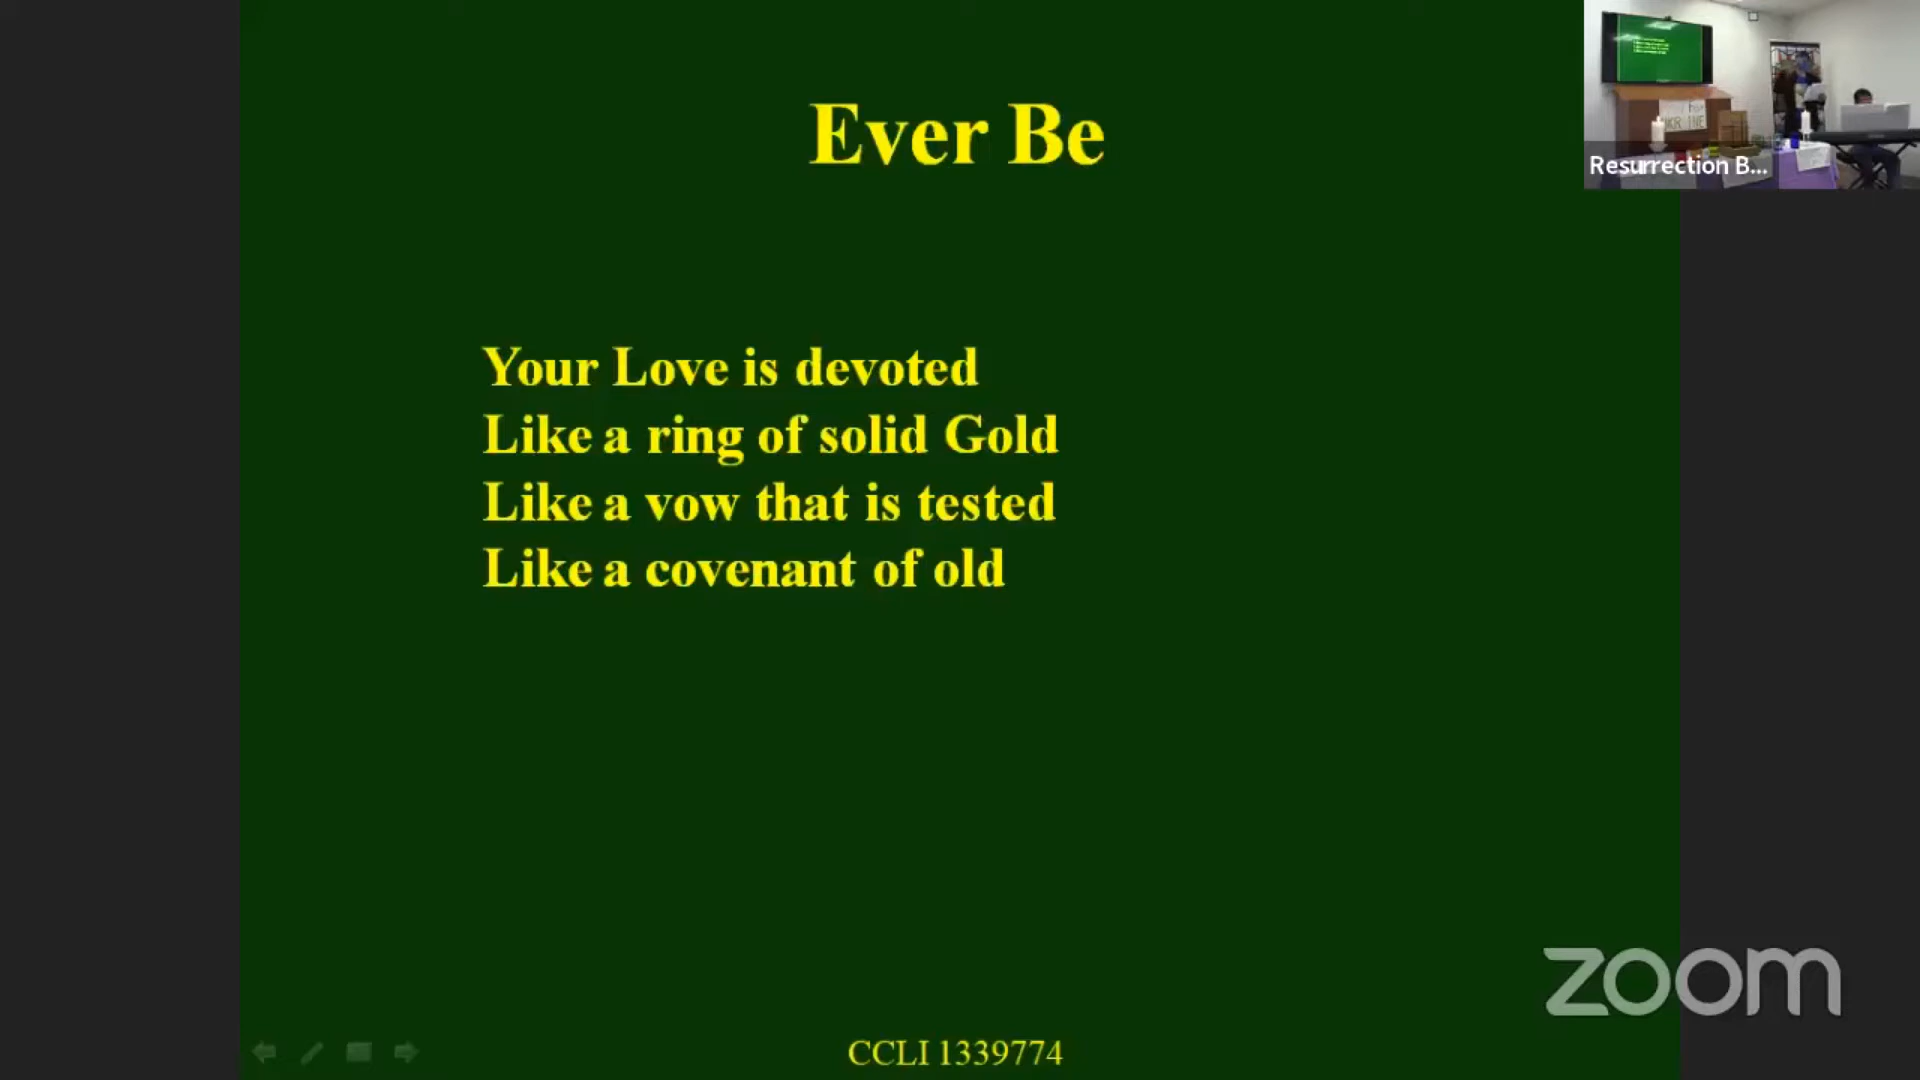 Ever Be
Your Love is devoted
Like a ring of solid Gold
Like a vow that is tested
Like a covenant of old
CCLI 1339774
Resurrection B...
zoom